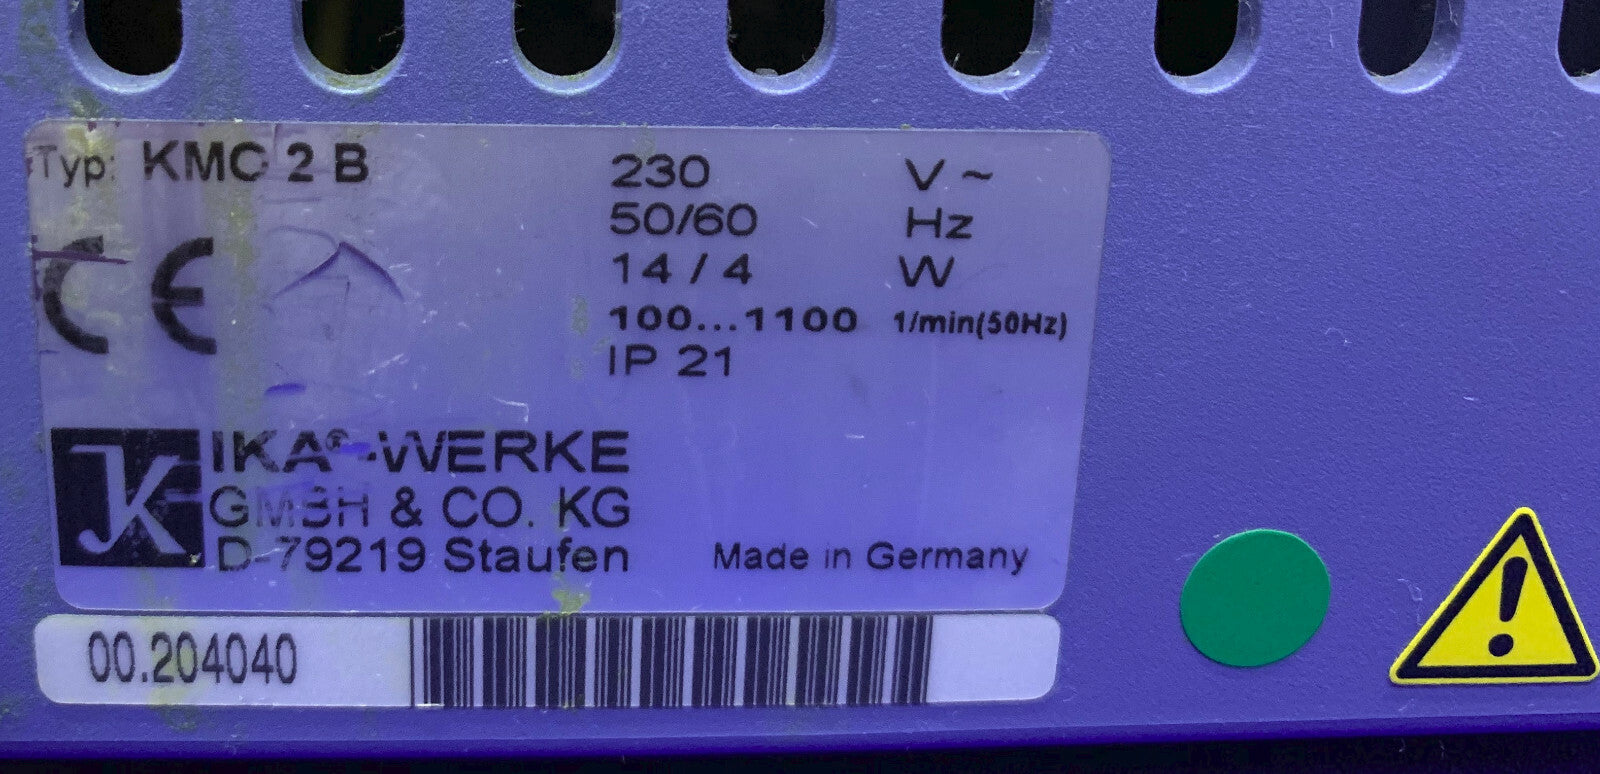 Typ: KMO 2 B
230 V ~
50/60 Hz
14 / 4 W
100...1100 1/min(50Hz)
IP 21
CE
IKA®-WERKE
GMBH & CO. KG
D-79219 Staufen
Made in Germany
00.204040